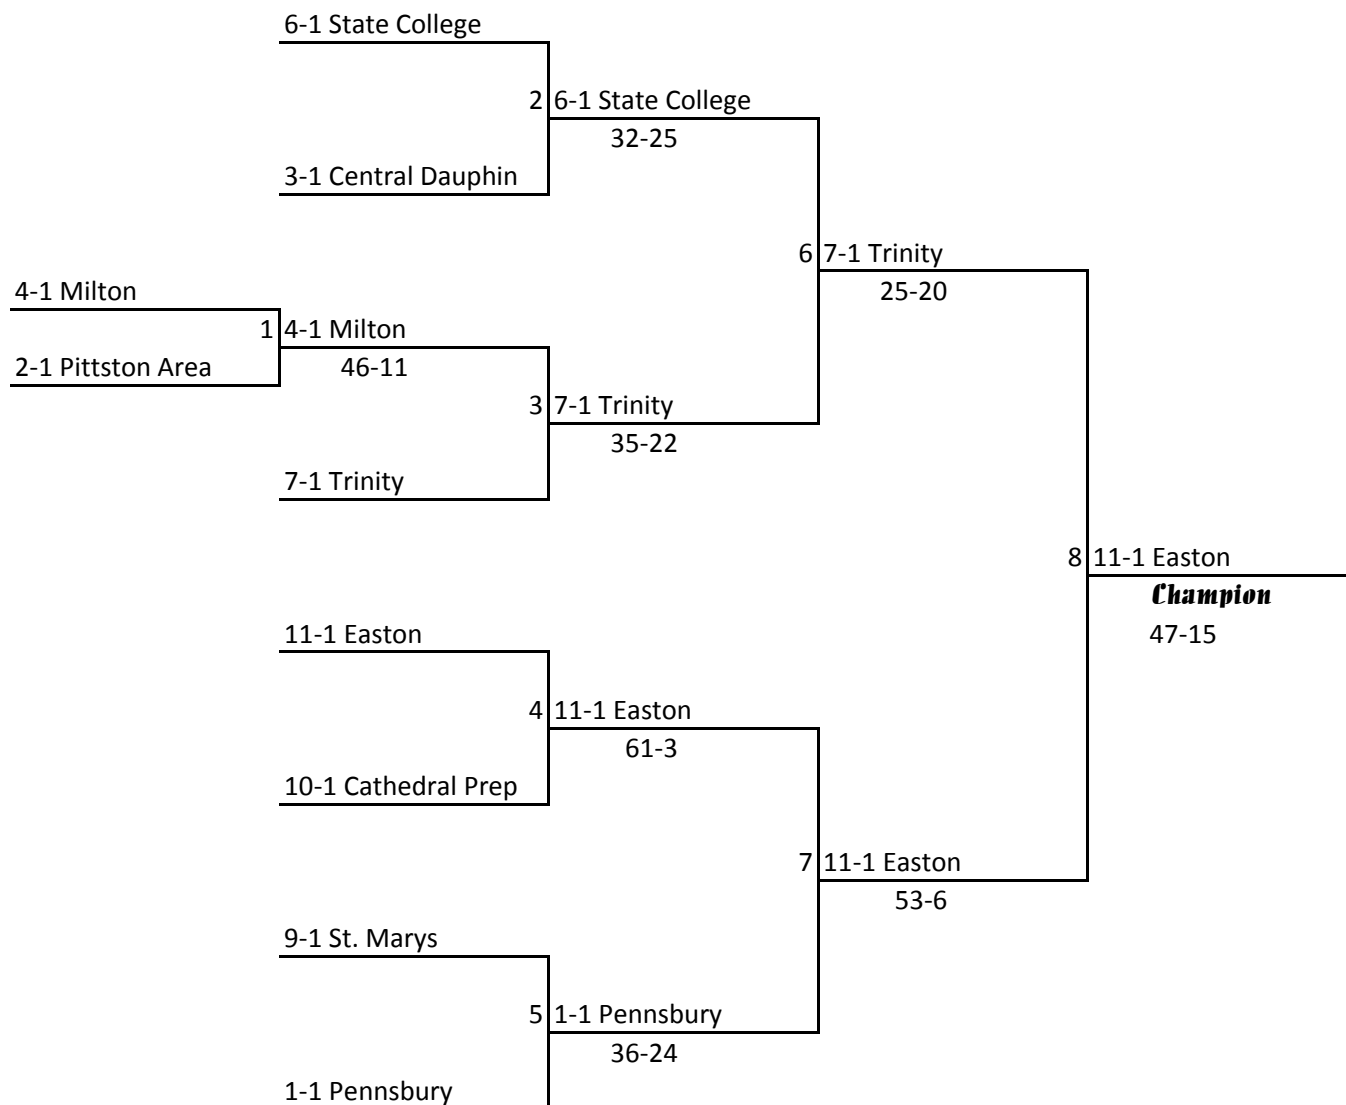 6-1 State College
2 6-1 State College
32-25
3-1 Central Dauphin
6 7-1 Trinity
25-20
4-1 Milton
1 4-1 Milton
46-11
2-1 Pittston Area
3 7-1 Trinity
35-22
7-1 Trinity
8 11-1 Easton
Champion
47-15
11-1 Easton
4 11-1 Easton
61-3
10-1 Cathedral Prep
7 11-1 Easton
53-6
9-1 St. Marys
5 1-1 Pennsbury
36-24
1-1 Pennsbury